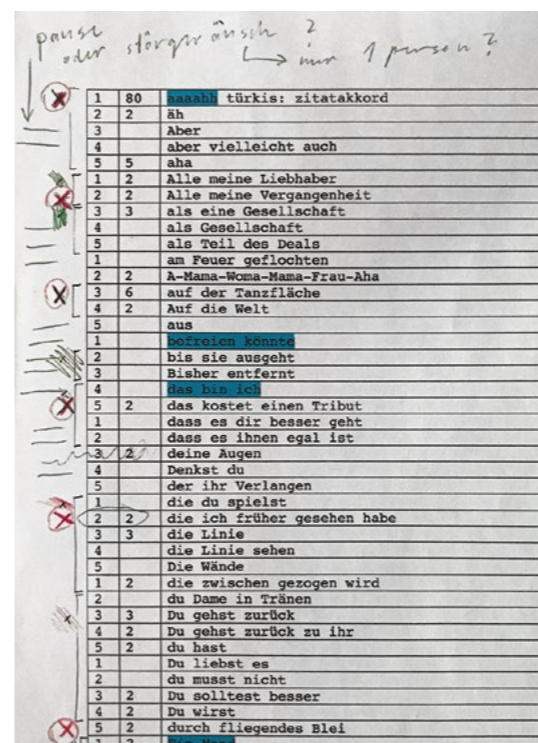 pause
oder störgeräusch ?
nur 1 person ?
1 80 aaaahh türkis: zitatakkord
2 2 äh
3 Aber
4 aber vielleicht auch
5 5 aha
1 2 Alle meine Liebhaber
2 2 Alle meine Vergangenheit
3 3 als eine Gesellschaft
4 als Gesellschaft
5 als Teil des Deals
1 am Feuer geflochten
2 2 A-Mama-Woma-Mama-Frau-Aha
3 6 auf der Tanzfläche
4 2 Auf die Welt
5 aus
1 befreien könnte
2 bis sie ausgeht
3 Bisher entfernt
4 das bin ich
5 2 das kostet einen Tribut
1 dass es dir besser geht
2 dass es ihnen egal ist
3 2 deine Augen
4 Denkst du
5 der ihr Verlangen
1 die du spielst
2 2 die ich früher gesehen habe
3 3 die Linie
4 die Linie sehen
5 Die Wände
1 2 die zwischen gezogen wird
2 du Dame in Tränen
3 3 Du gehst zurück
4 2 Du gehst zurück zu ihr
5 2 du hast
1 Du liebst es
2 du musst nicht
3 2 Du solltest besser
4 2 Du wirst
5 2 durch fliegendes Blei